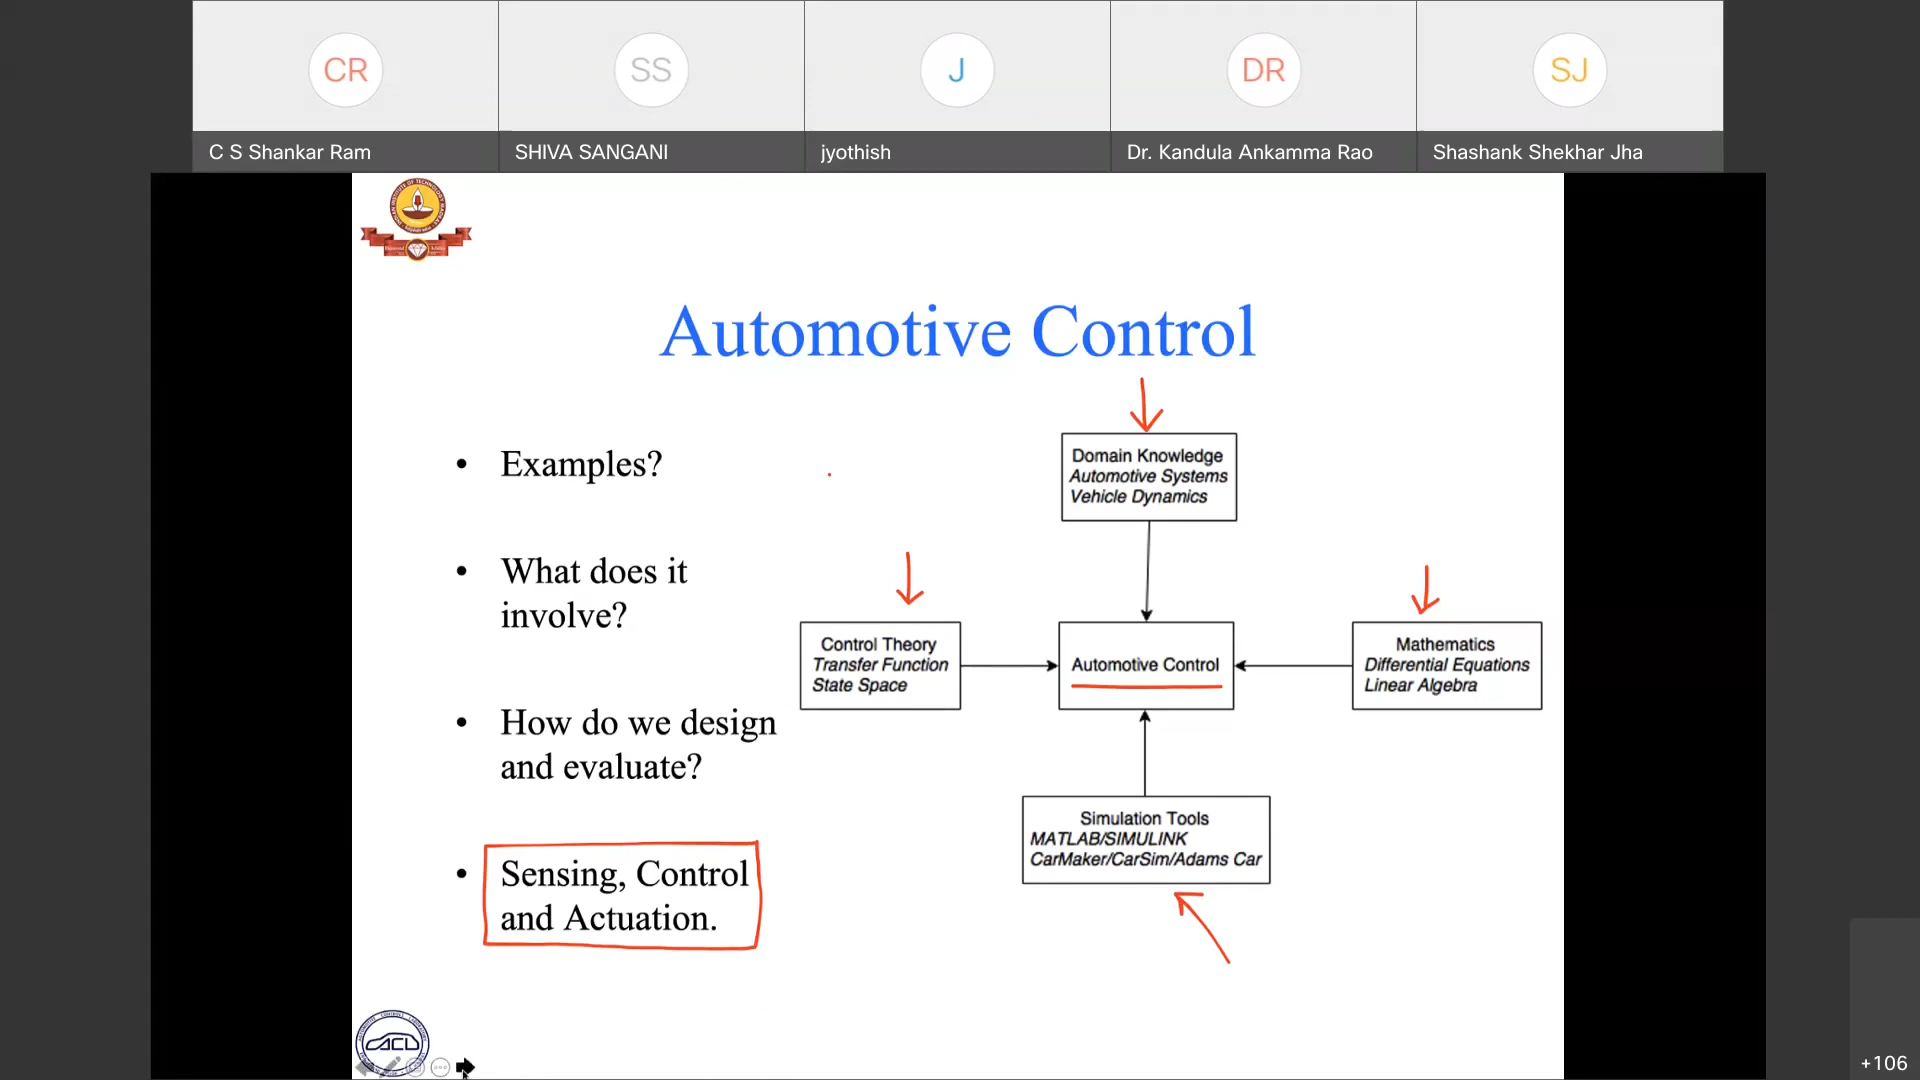 CR
SS
J
DR
SJ
C S Shankar Ram
SHIVA SANGANI
jyothish
Dr. Kandula Ankamma Rao
Shashank Shekhar Jha
Automotive Control
• Examples?
• What does it
involve?
• How do we design
and evaluate?
• Sensing, Control
and Actuation.
Domain Knowledge
Automotive Systems
Vehicle Dynamics
Control Theory
Transfer Function
State Space
Automotive Control
Mathematics
Differential Equations
Linear Algebra
Simulation Tools
MATLAB/SIMULINK
CarMaker/CarSim/Adams Car
ACL
+106